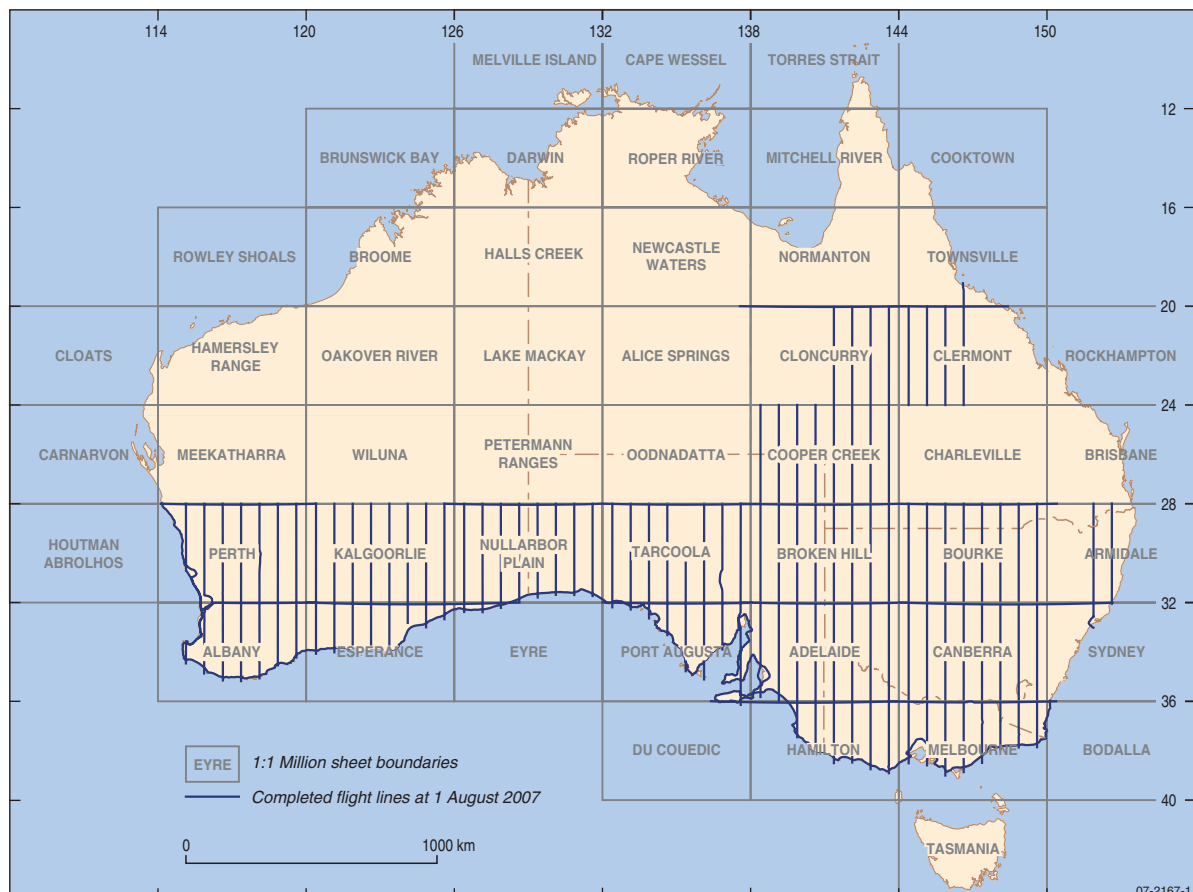 114 120 126 132 138 144 150
MELVILLE ISLAND CAPE WESSEL TORRES STRAIT
12
BRUNSWICK BAY DARWIN ROPER RIVER MITCHELL RIVER COOKTOWN
16
ROWLEY SHOALS BROOME HALLS CREEK NEWCASTLE
WATERS NORMANTON TOWNSVILLE
20
CLOATS HAMERSLEY
RANGE OAKOVER RIVER LAKE MACKAY ALICE SPRINGS CLONCURRY CLERMONT ROCKHAMPTON
24
CARNARVON MEEKATHARRA WILUNA PETERMANN
RANGES OODNADATTA COOPER CREEK CHARLEVILLE BRISBANE
28
HOUTMAN
ABROLHOS PERTH KALGOORLIE NULLARBOR
PLAIN TARCOOLA BROKEN HILL BOURKE ARMIDALE
32
ALBANY ESPERANCE EYRE PORT AUGUSTA ADELAIDE CANBERRA SYDNEY
36
DU COUEDIC HAMILTON MELBOURNE BODALLA
EYRE 1:1 Million sheet boundaries
Completed flight lines at 1 August 2007
40
0 1000 km
TASMANIA
07-2167-1